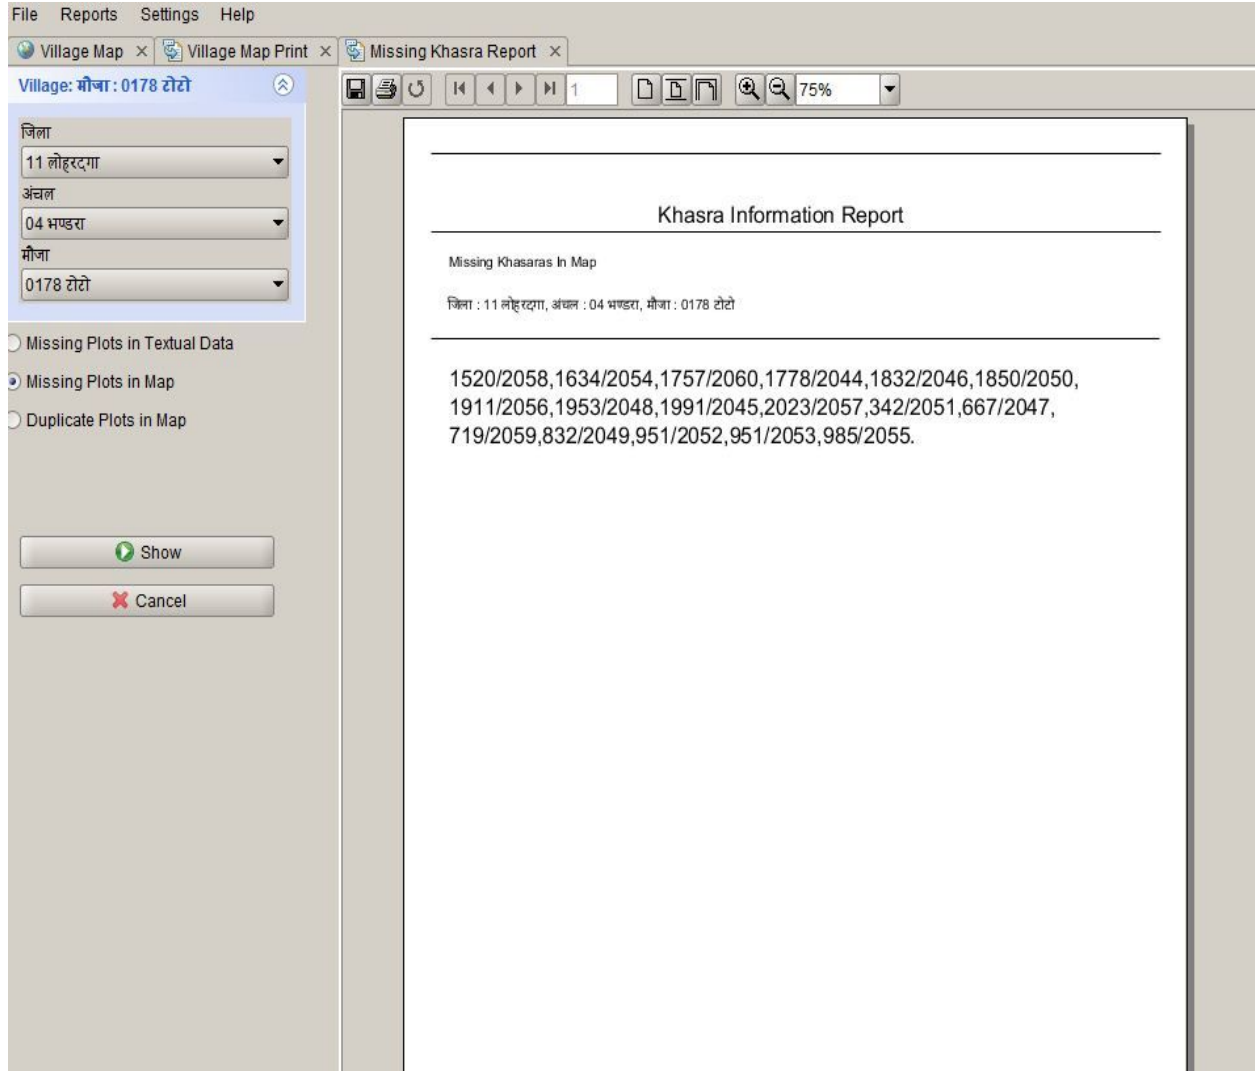 File Reports Settings Help
Village Map Village Map Print Missing Khasra Report
Village: मौजा : 0178 टोटो
1 75%
जिला
11 लोहरदगा
अंचल
04 भण्डरा
मौजा
0178 टोटो
Missing Plots in Textual Data
Missing Plots in Map
Duplicate Plots in Map
Show
Cancel
Khasra Information Report
Missing Khasaras In Map
जिला : 11 लोहरदगा, अंचल : 04 भण्डरा, मौजा : 0178 टोटो
1520/2058,1634/2054,1757/2060,1778/2044,1832/2046,1850/2050,
1911/2056,1953/2048,1991/2045,2023/2057,342/2051,667/2047,
719/2059,832/2049,951/2052,951/2053,985/2055.